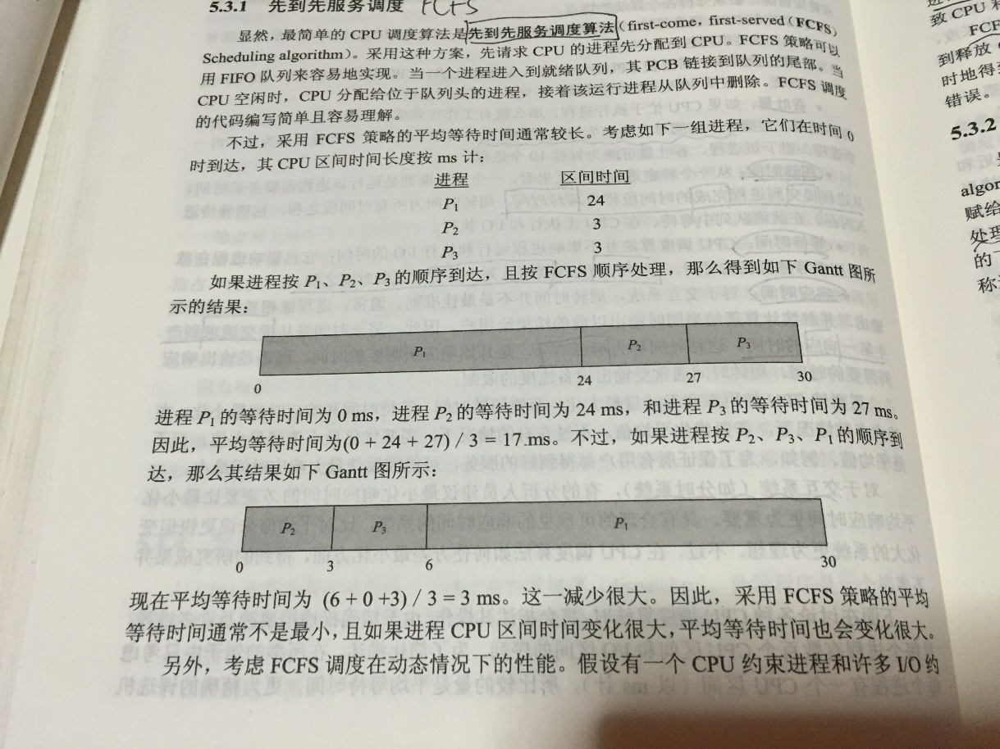 5.3.1 先到先服务调度 FCFS
显然，最简单的 CPU 调度算法是先到先服务调度算法（first-come，first-served（FCFS）
Scheduling algorithm）。采用这种方案，先请求 CPU 的进程先分配到 CPU。FCFS 策略可以
用 FIFO 队列来容易地实现。当一个进程进入到就绪队列，其 PCB 链接到队列的尾部。当
CPU 空闲时，CPU 分配给位于队列头的进程，接着该运行进程从队列中删除。FCFS 调度
的代码编写简单且容易理解。
不过，采用 FCFS 策略的平均等待时间通常较长。考虑如下一组进程，它们在时间 0
时到达，其 CPU 区间时间长度按 ms 计：
进程 区间时间
P₁ 24
P₂ 3
P₃ 3
如果进程按 P₁、P₂、P₃ 的顺序到达，且按 FCFS 顺序处理，那么得到如下 Gantt 图所
示的结果：
P₁ P₂ P₃
0 24 27 30
进程 P₁ 的等待时间为 0 ms，进程 P₂ 的等待时间为 24 ms，和进程 P₃ 的等待时间为 27 ms。
因此，平均等待时间为(0 + 24 + 27) / 3 = 17 ms。不过，如果进程按 P₂、P₃、P₁ 的顺序到
达，那么其结果如下 Gantt 图所示：
P₂ P₃ P₁
0 3 6 30
现在平均等待时间为 (6 + 0 +3) / 3 = 3 ms。这一减少很大。因此，采用 FCFS 策略的平均
等待时间通常不是最小，且如果进程 CPU 区间时间变化很大，平均等待时间也会变化很大。
另外，考虑 FCFS 调度在动态情况下的性能。假设有一个 CPU 约束进程和许多 I/O 约
致 CPU 和
FCF
到释放
时地得到
错误。
5.3.2
algor
赋给
处理
的
称